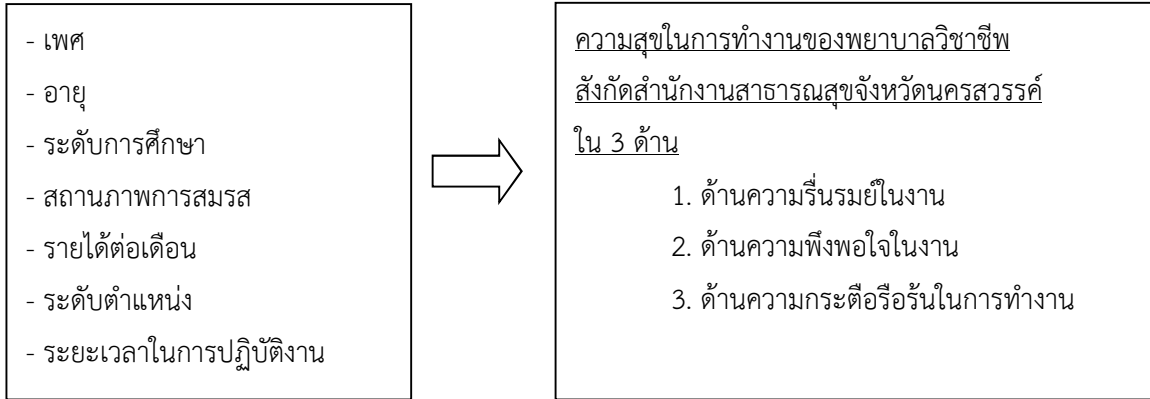 - เพศ
- อายุ
- ระดับการศึกษา
- สถานภาพการสมรส
- รายได้ต่อเดือน
- ระดับตำแหน่ง
- ระยะเวลาในการปฏิบัติงาน
ความสุขในการทำงานของพยาบาลวิชาชีพ
สังกัดสำนักงานสาธารณสุขจังหวัดนครสวรรค์
ใน 3 ด้าน
1. ด้านความรื่นรมย์ในงาน
2. ด้านความพึงพอใจในงาน
3. ด้านความกระตือรือร้นในการทำงาน